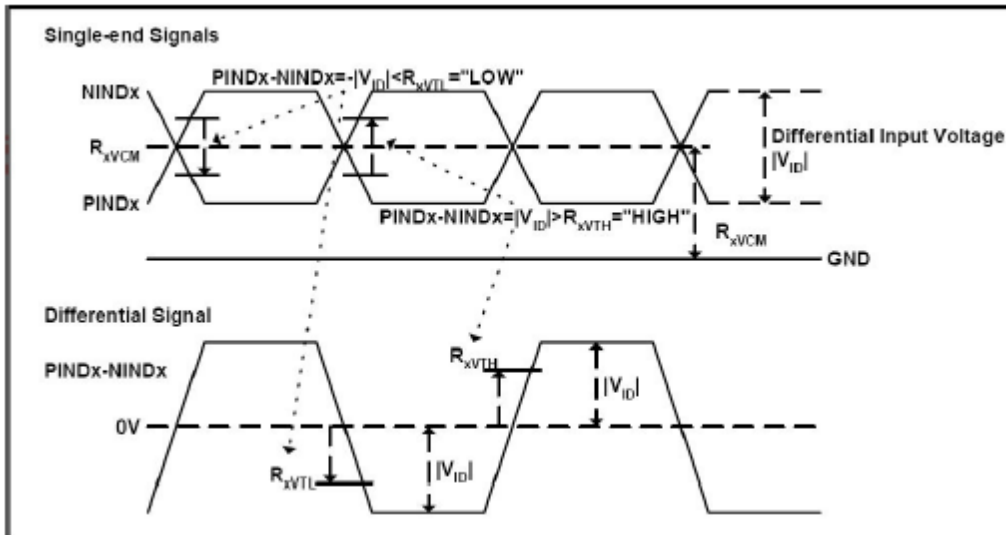 Single-end Signals
PINDx-NINDx=-|VID|<RxVTL="LOW"
NINDx
Differential Input Voltage
RxVCM
|VID|
PINDx
PINDx-NINDx=|VID|>RxVTH="HIGH"
RxVCM
GND
Differential Signal
RxVTH
PINDx-NINDx
|VID|
0V
RxVTL
|VID|